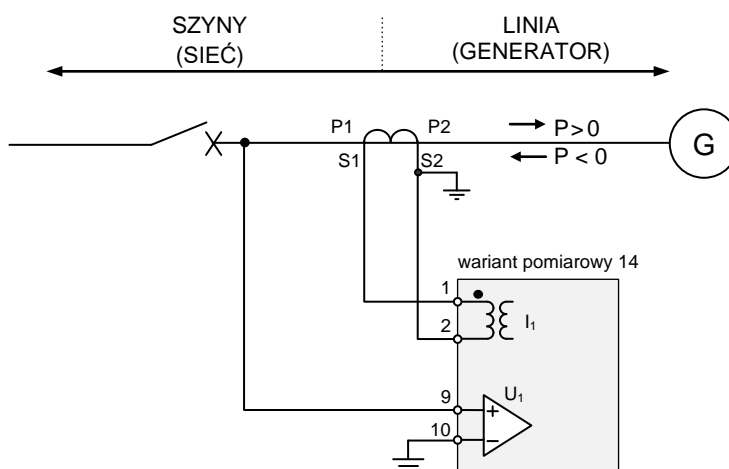 SZYNY
(SIEĆ)
LINIA
(GENERATOR)
P1
P2
P>0
S1
S2
P < 0
G
wariant pomiarowy 14
1
2
I₁
9
U₁
+
10
−